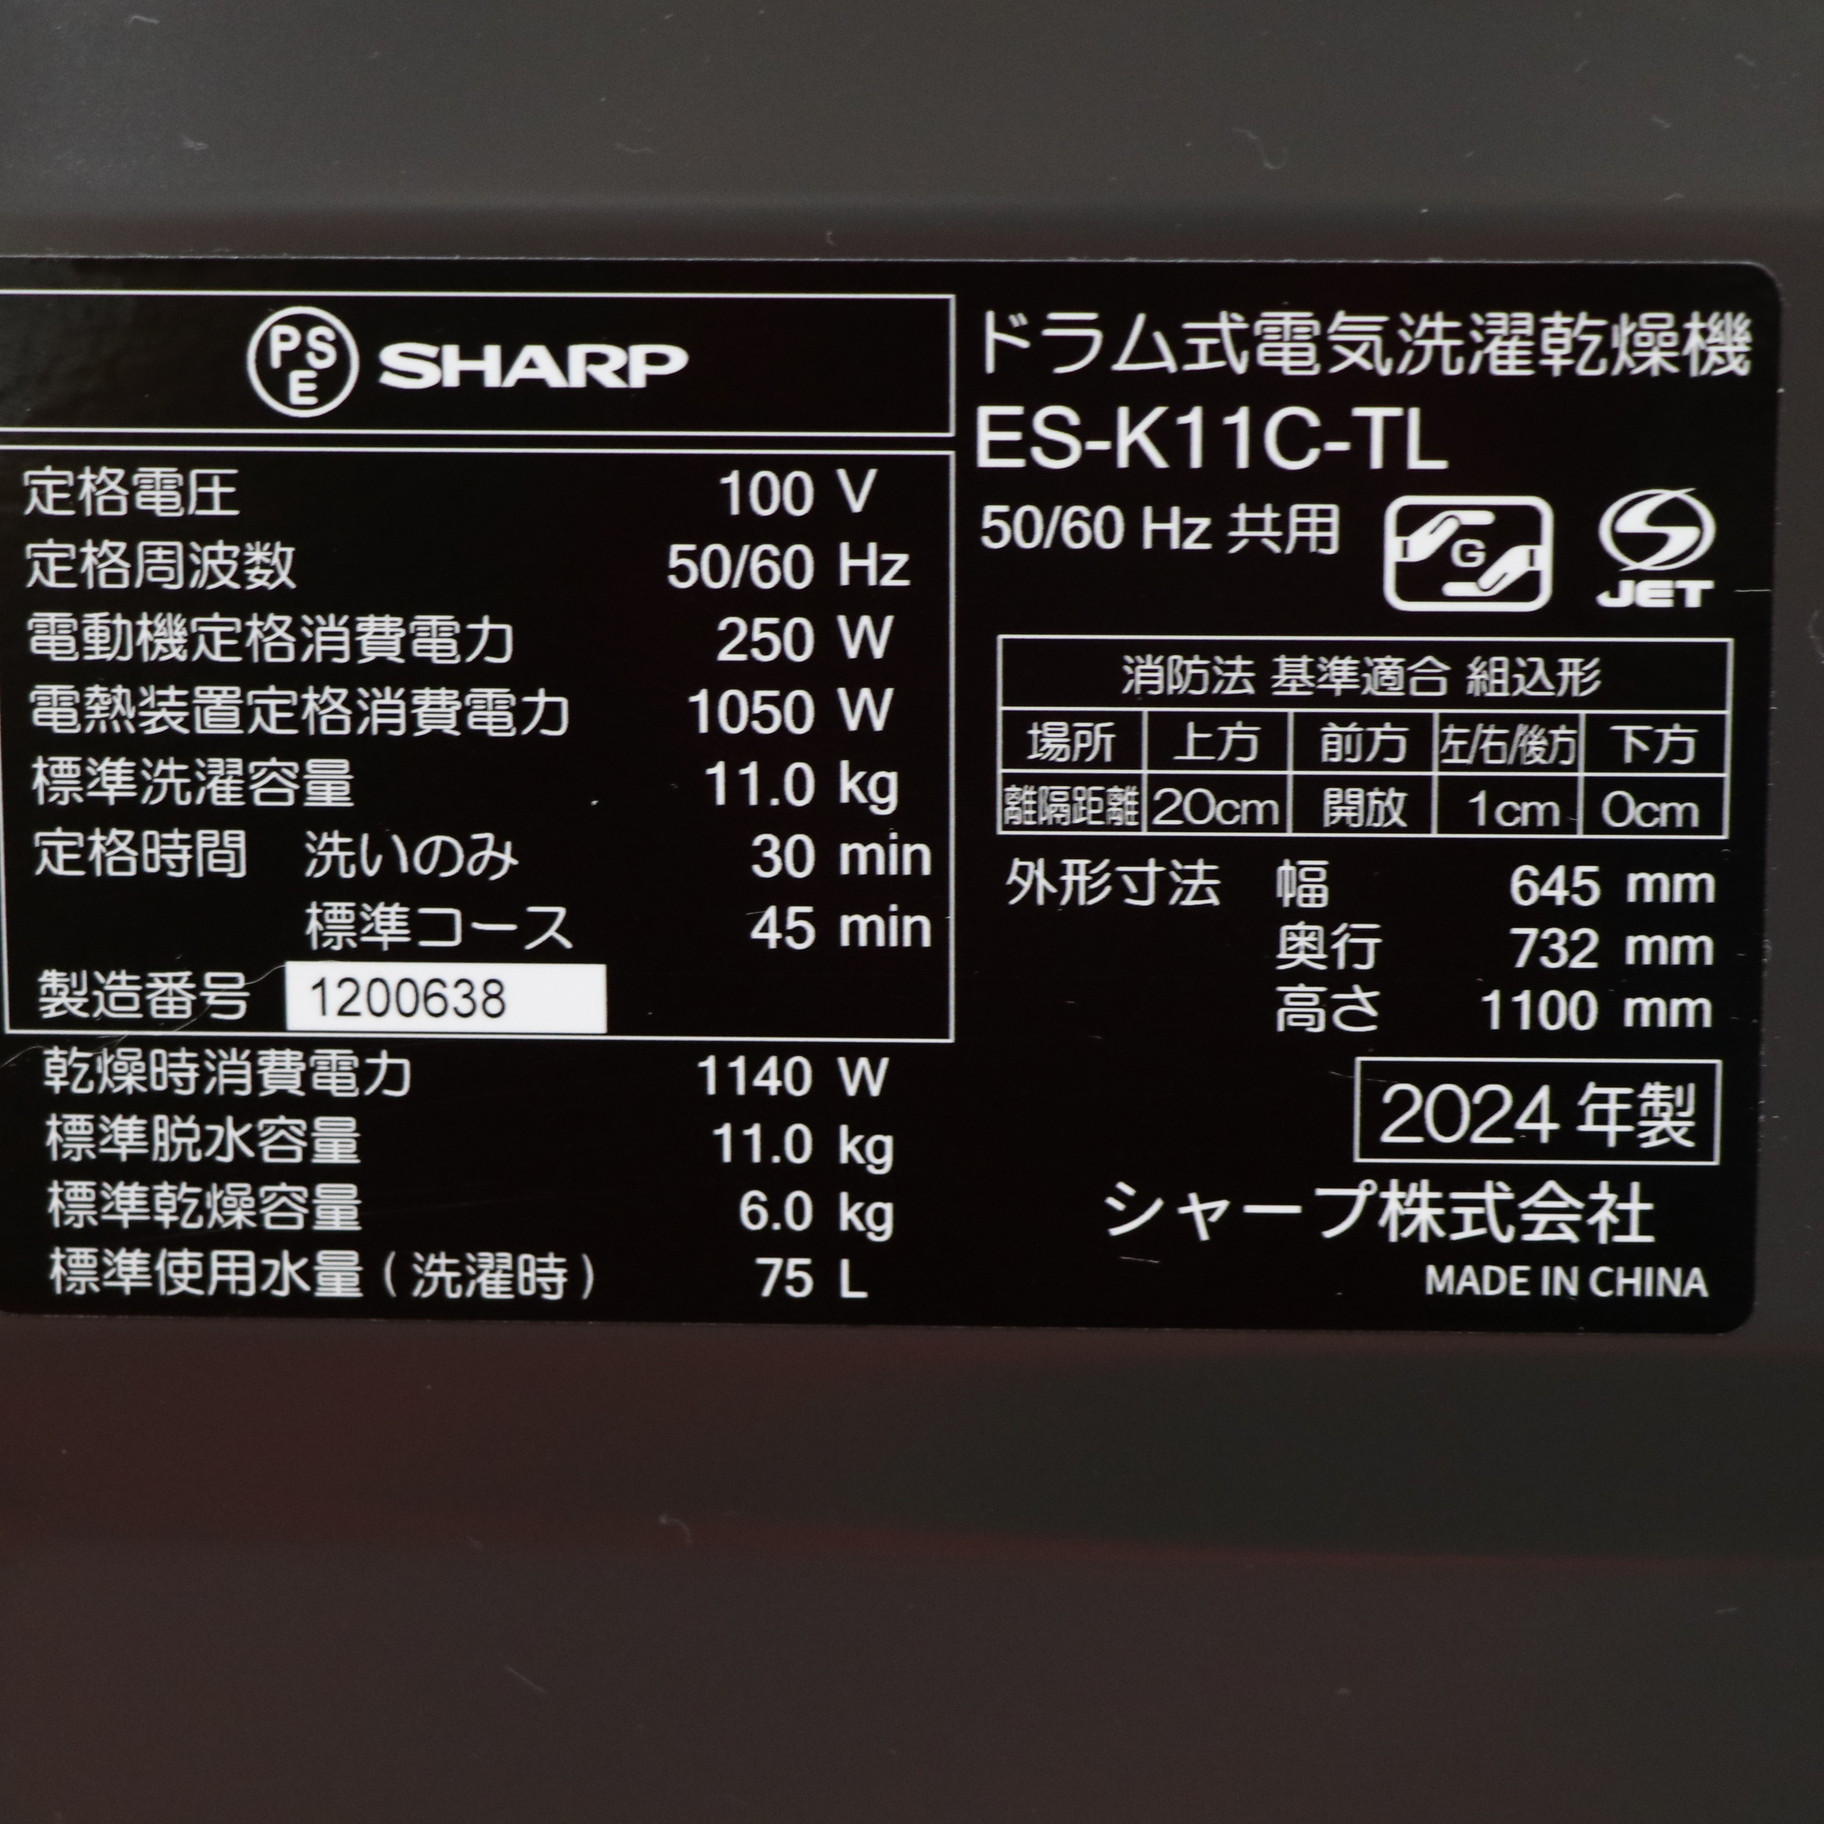 PSE SHARP
定格電圧 100 V
定格周波数 50/60 Hz
電動機定格消費電力 250 W
電熱装置定格消費電力 1050 W
標準洗濯容量 11.0 kg
定格時間 洗いのみ 30 min
標準コース 45 min
製造番号 1200638
乾燥時消費電力 1140 W
標準脱水容量 11.0 kg
標準乾燥容量 6.0 kg
標準使用水量(洗濯時) 75 L
ドラム式電気洗濯乾燥機
ES-K11C-TL
50/60 Hz 共用 G JET
消防法 基準適合 組込形
場所 上方 前方 左/右/後方 下方
離隔距離 20cm 開放 1cm 0cm
外形寸法 幅 645 mm
奥行 732 mm
高さ 1100 mm
2024 年製
シャープ株式会社
MADE IN CHINA